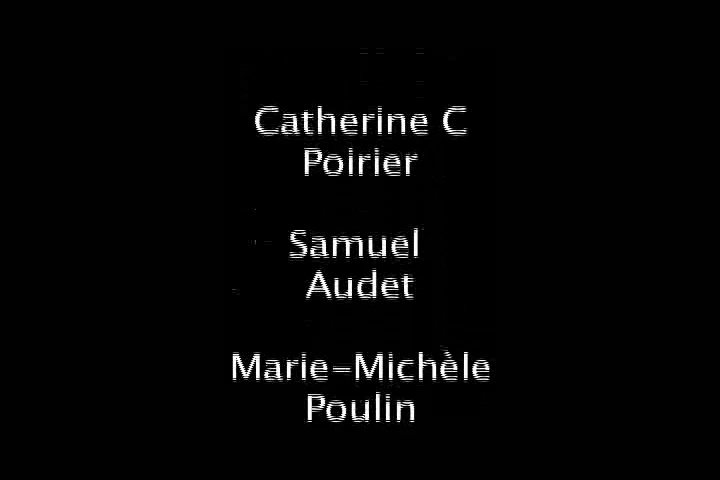 Catherine C
Poirier
Samuel
Audet
Marie-Michèle
Poulin